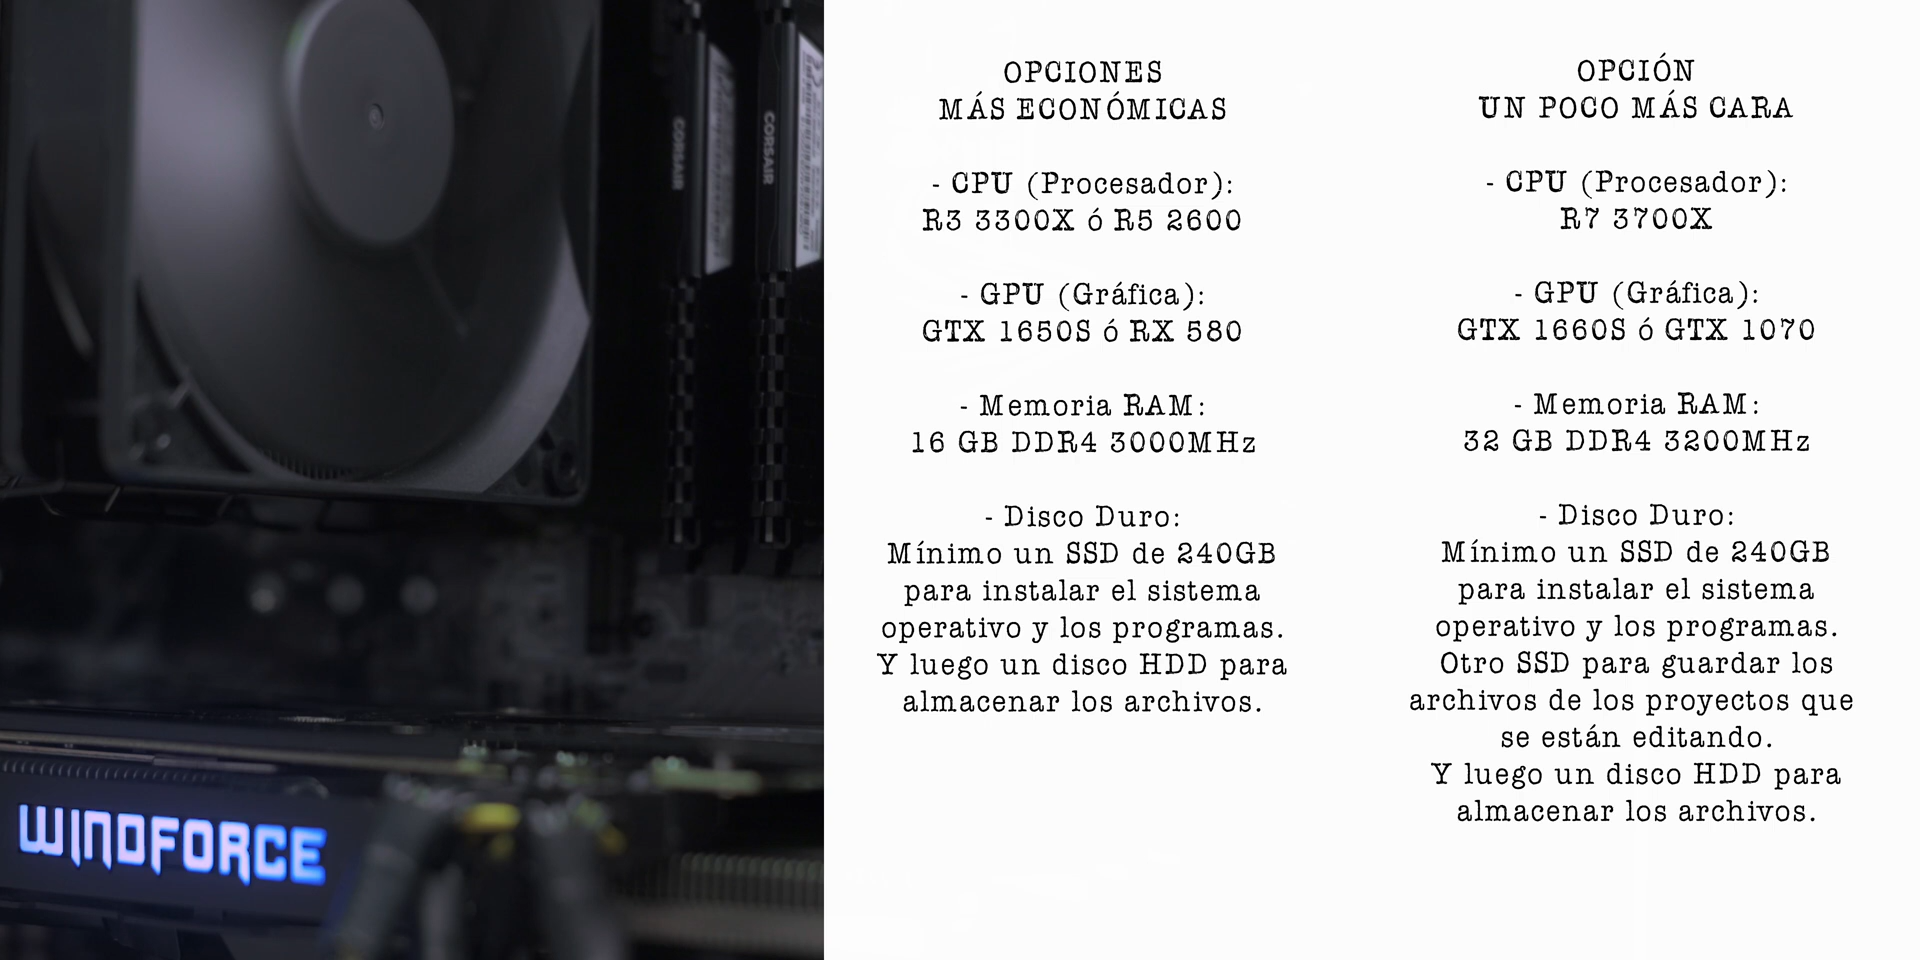 CORSAIR
CORSAIR
WINDFORCE
OPCIONES
MÁS ECONÓMICAS
- CPU (Procesador):
R3 3300X ó R5 2600
- GPU (Gráfica):
GTX 1650S ó RX 580
- Memoria RAM:
16 GB DDR4 3000MHz
- Disco Duro:
Mínimo un SSD de 240GB
para instalar el sistema
operativo y los programas.
Y luego un disco HDD para
almacenar los archivos.
OPCIÓN
UN POCO MÁS CARA
- CPU (Procesador):
R7 3700X
- GPU (Gráfica):
GTX 1660S ó GTX 1070
- Memoria RAM:
32 GB DDR4 3200MHz
- Disco Duro:
Mínimo un SSD de 240GB
para instalar el sistema
operativo y los programas.
Otro SSD para guardar los
archivos de los proyectos que
se están editando.
Y luego un disco HDD para
almacenar los archivos.